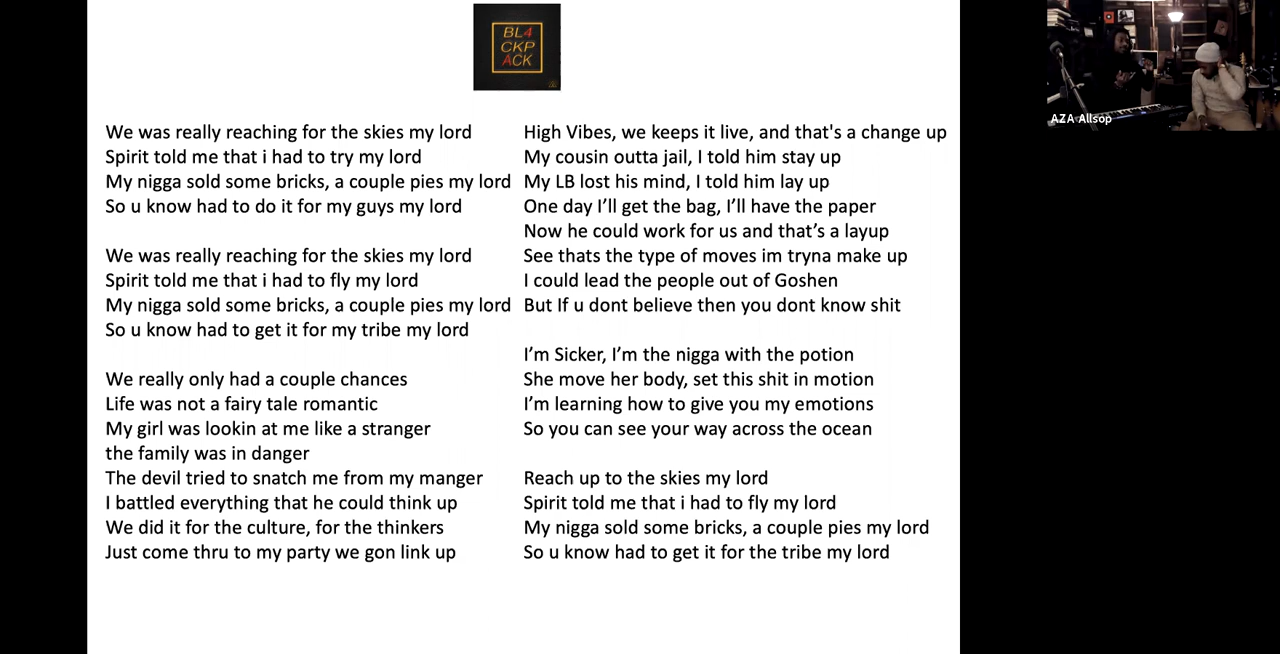 BL4
CKP
ACK
We was really reaching for the skies my lord
Spirit told me that i had to try my lord
My nigga sold some bricks, a couple pies my lord
So u know had to do it for my guys my lord
We was really reaching for the skies my lord
Spirit told me that i had to fly my lord
My nigga sold some bricks, a couple pies my lord
So u know had to get it for my tribe my lord
We really only had a couple chances
Life was not a fairy tale romantic
My girl was lookin at me like a stranger
the family was in danger
The devil tried to snatch me from my manger
I battled everything that he could think up
We did it for the culture, for the thinkers
Just come thru to my party we gon link up
High Vibes, we keeps it live, and that's a change up
My cousin outta jail, I told him stay up
My LB lost his mind, I told him lay up
One day I’ll get the bag, I’ll have the paper
Now he could work for us and that’s a layup
See thats the type of moves im tryna make up
I could lead the people out of Goshen
But If u dont believe then you dont know shit
I’m Sicker, I’m the nigga with the potion
She move her body, set this shit in motion
I’m learning how to give you my emotions
So you can see your way across the ocean
Reach up to the skies my lord
Spirit told me that i had to fly my lord
My nigga sold some bricks, a couple pies my lord
So u know had to get it for the tribe my lord
AZA Allsop